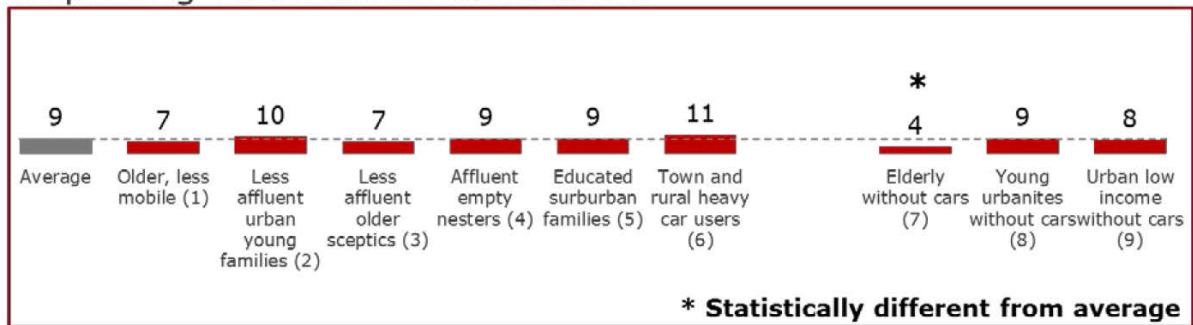 *
9
7
10
7
9
9
11
4
9
8
Average
Older, less
mobile (1)
Less
affluent
urban
young
families (2)
Less
affluent
older
sceptics (3)
Affluent
empty
nesters (4)
Educated
surburban
families (5)
Town and
rural heavy
car users
(6)
Elderly
without cars
(7)
Young
urbanites
without cars
(8)
Urban low
income
without cars
(9)
* Statistically different from average